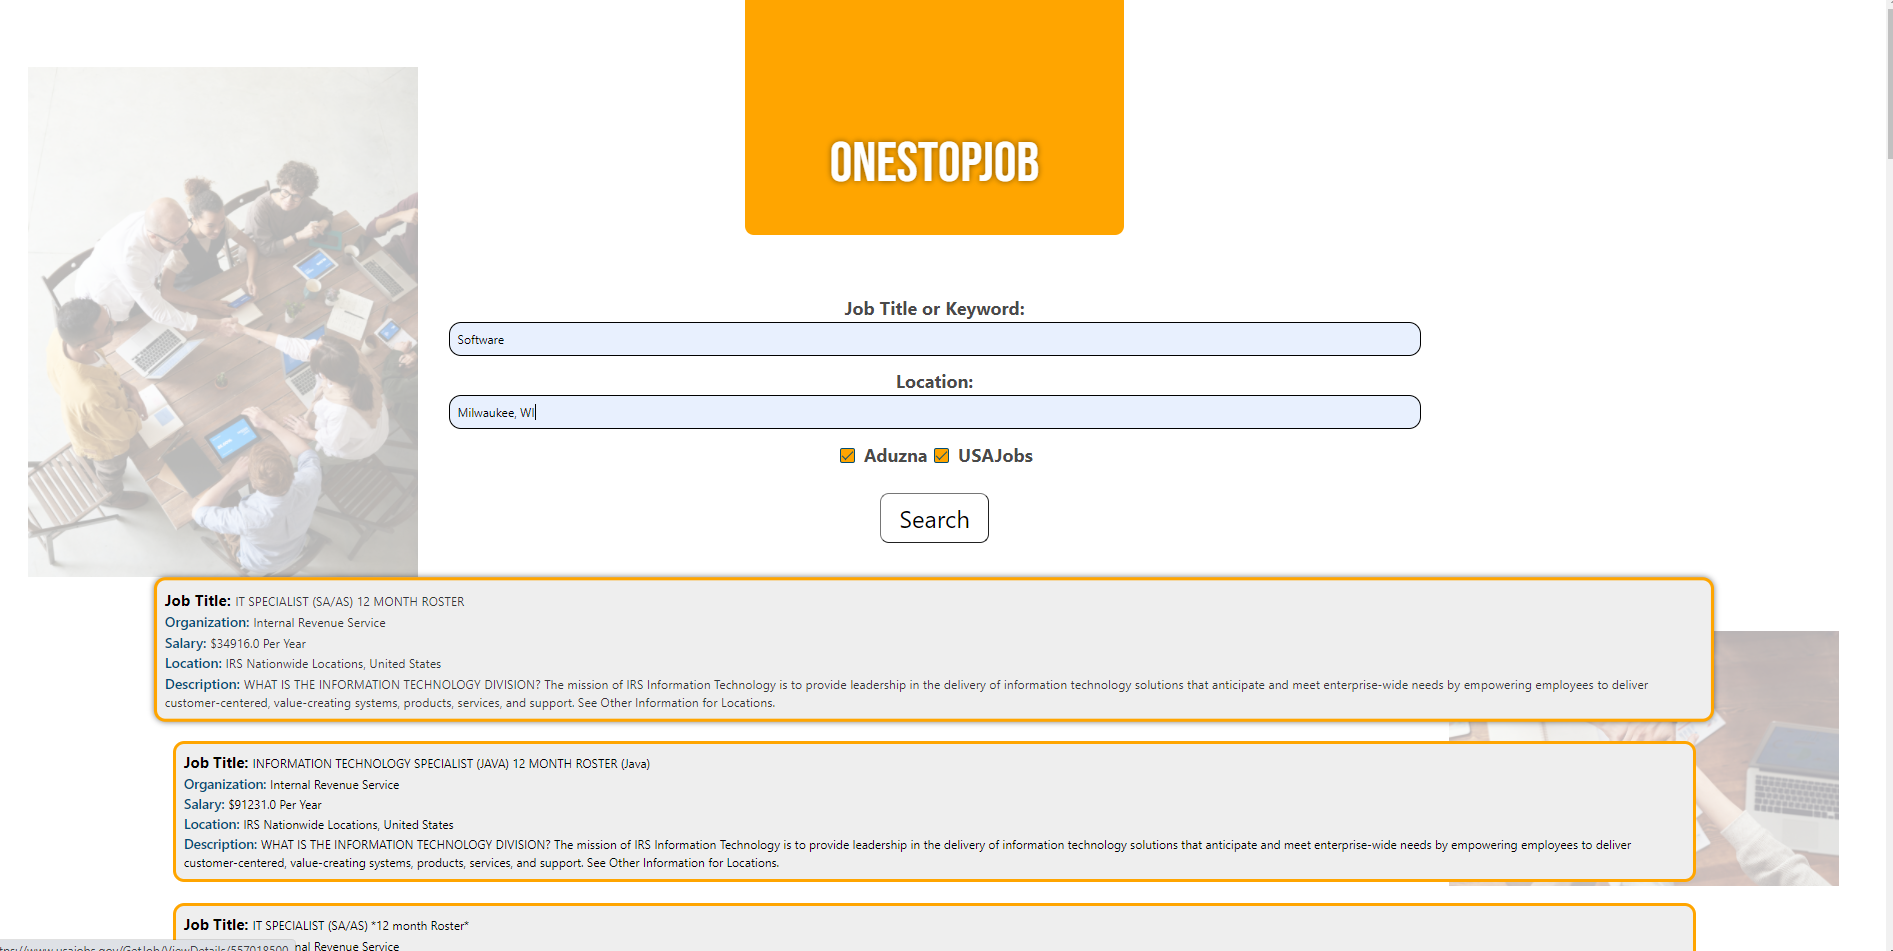 ONESTOPJOB
Job Title or Keyword:
Software
Location:
Milwaukee, WI
Aduzna USAJobs
Search
Job Title: IT SPECIALIST (SA/AS) 12 MONTH ROSTER
Organization: Internal Revenue Service
Salary: $34916.0 Per Year
Location: IRS Nationwide Locations, United States
Description: WHAT IS THE INFORMATION TECHNOLOGY DIVISION? The mission of IRS Information Technology is to provide leadership in the delivery of information technology solutions that anticipate and meet enterprise-wide needs by empowering employees to deliver
customer-centered, value-creating systems, products, services, and support. See Other Information for Locations.
Job Title: INFORMATION TECHNOLOGY SPECIALIST (JAVA) 12 MONTH ROSTER (Java)
Organization: Internal Revenue Service
Salary: $91231.0 Per Year
Location: IRS Nationwide Locations, United States
Description: WHAT IS THE INFORMATION TECHNOLOGY DIVISION? The mission of IRS Information Technology is to provide leadership in the delivery of information technology solutions that anticipate and meet enterprise-wide needs by empowering employees to deliver
customer-centered, value-creating systems, products, services, and support. See Other Information for Locations.
Job Title: IT SPECIALIST (SA/AS) *12 month Roster*
nal Revenue Service